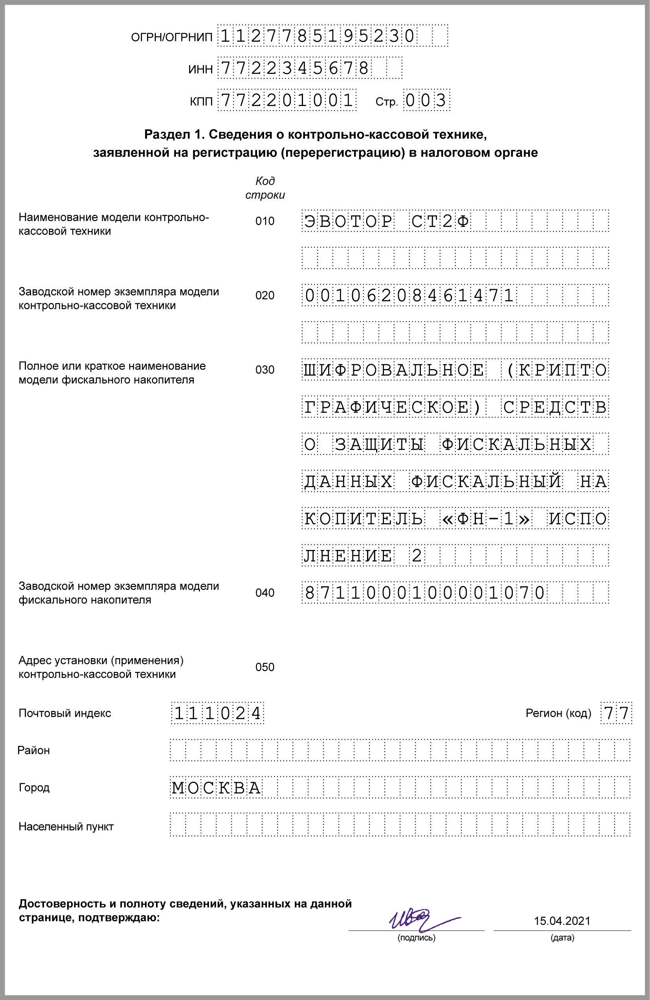 ОГРН/ОГРНИП 1127785195230
ИНН 7722345678
КПП 772201001 Стр. 003
Раздел 1. Сведения о контрольно-кассовой технике,
заявленной на регистрацию (перерегистрацию) в налоговом органе
Код
строки
Наименование модели контрольно-
кассовой техники
010 ЭВОТОР СТ2Ф
Заводской номер экземпляра модели
контрольно-кассовой техники
020 00106208461471
Полное или краткое наименование
модели фискального накопителя
030 ШИФРОВАЛЬНОЕ (КРИПТО
ГРАФИЧЕСКОЕ) СРЕДСТВ
О ЗАЩИТЫ ФИСКАЛЬНЫХ
ДАННЫХ ФИСКАЛЬНЫЙ НА
КОПИТЕЛЬ «ФН-1» ИСПО
ЛНЕНИЕ 2
Заводской номер экземпляра модели
фискального накопителя
040 8711000100001070
Адрес установки (применения)
контрольно-кассовой техники
050
Почтовый индекс 111024 Регион (код) 77
Район
Город МОСКВА
Населенный пункт
Достоверность и полноту сведений, указанных на данной
странице, подтверждаю:
15.04.2021
(подпись) (дата)